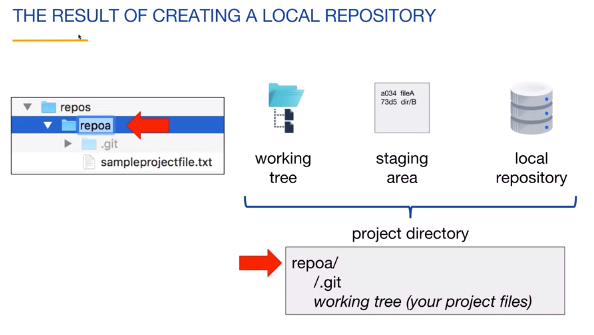 THE RESULT OF CREATING A LOCAL REPOSITORY
repos
repoa
.git
sampleprojectfile.txt
a034 fileA
73d5 dir/B
working
tree
staging
area
local
repository
project directory
repoa/
/.git
working tree (your project files)